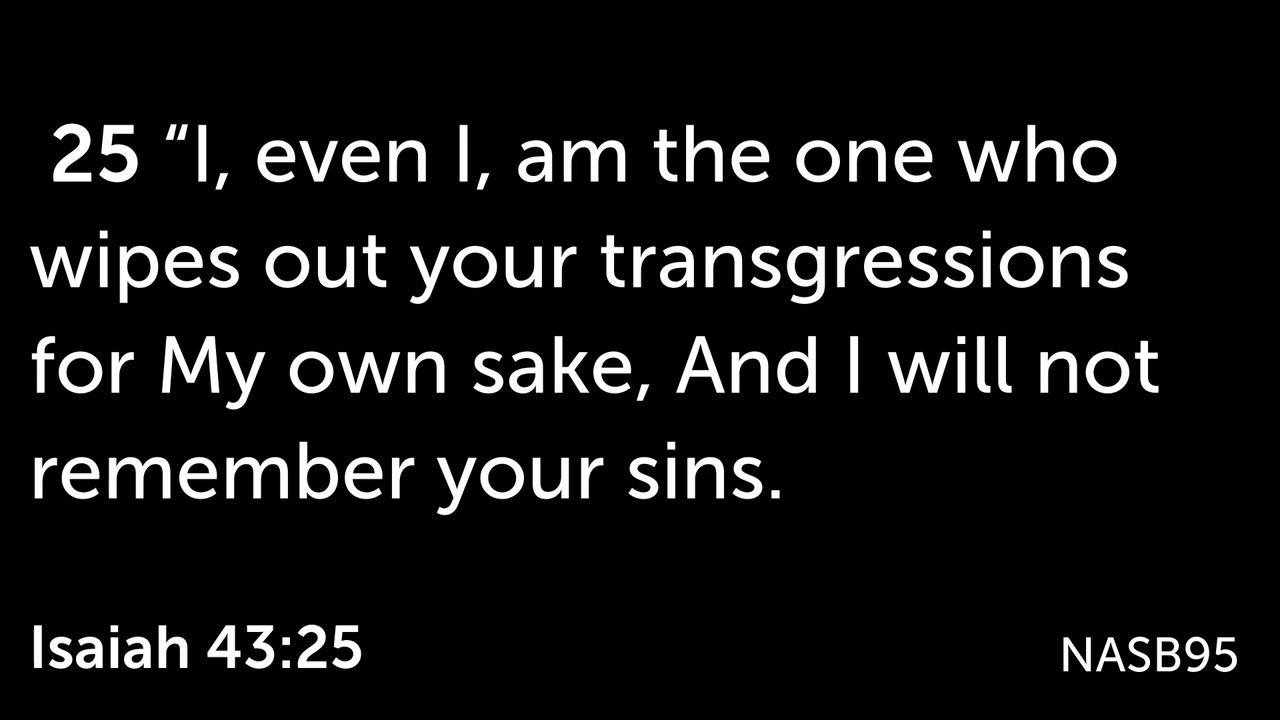 25 “I, even I, am the one who
wipes out your transgressions
for My own sake, And I will not
remember your sins.
Isaiah 43:25
NASB95